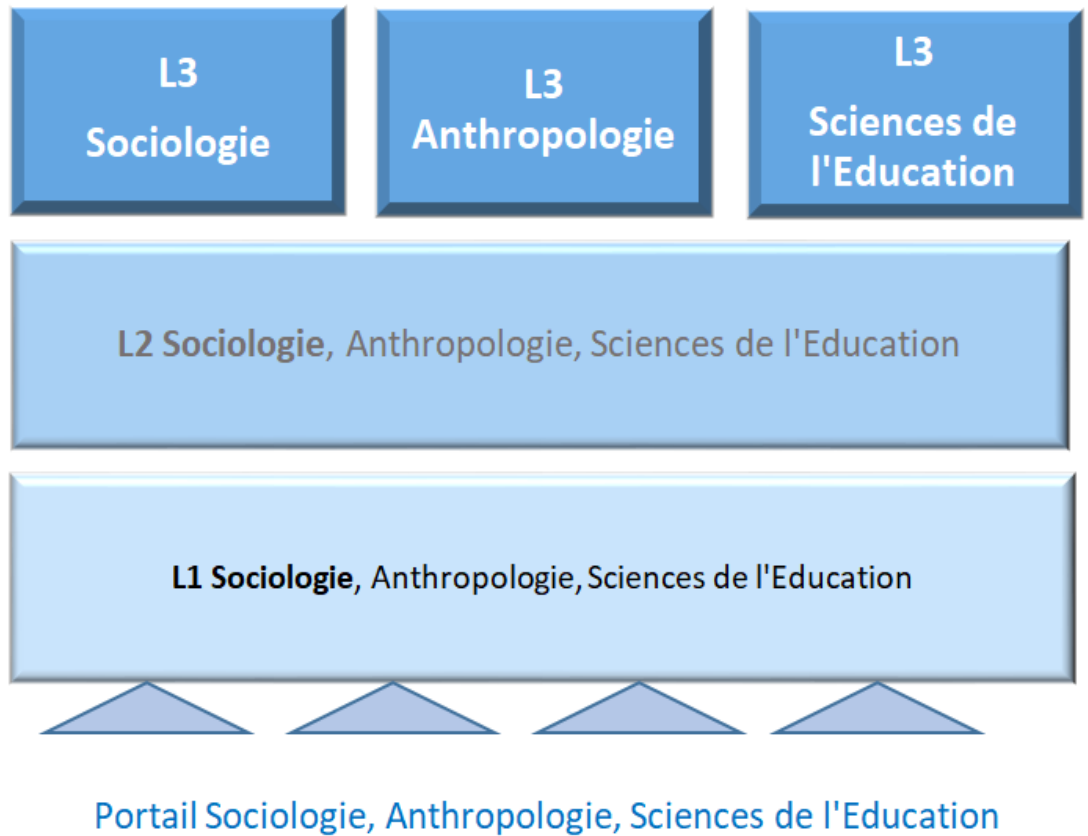 L3
Sociologie
L3
Anthropologie
L3
Sciences de
l'Education
L2 Sociologie, Anthropologie, Sciences de l'Education
L1 Sociologie, Anthropologie, Sciences de l'Education
Portail Sociologie, Anthropologie, Sciences de l'Education